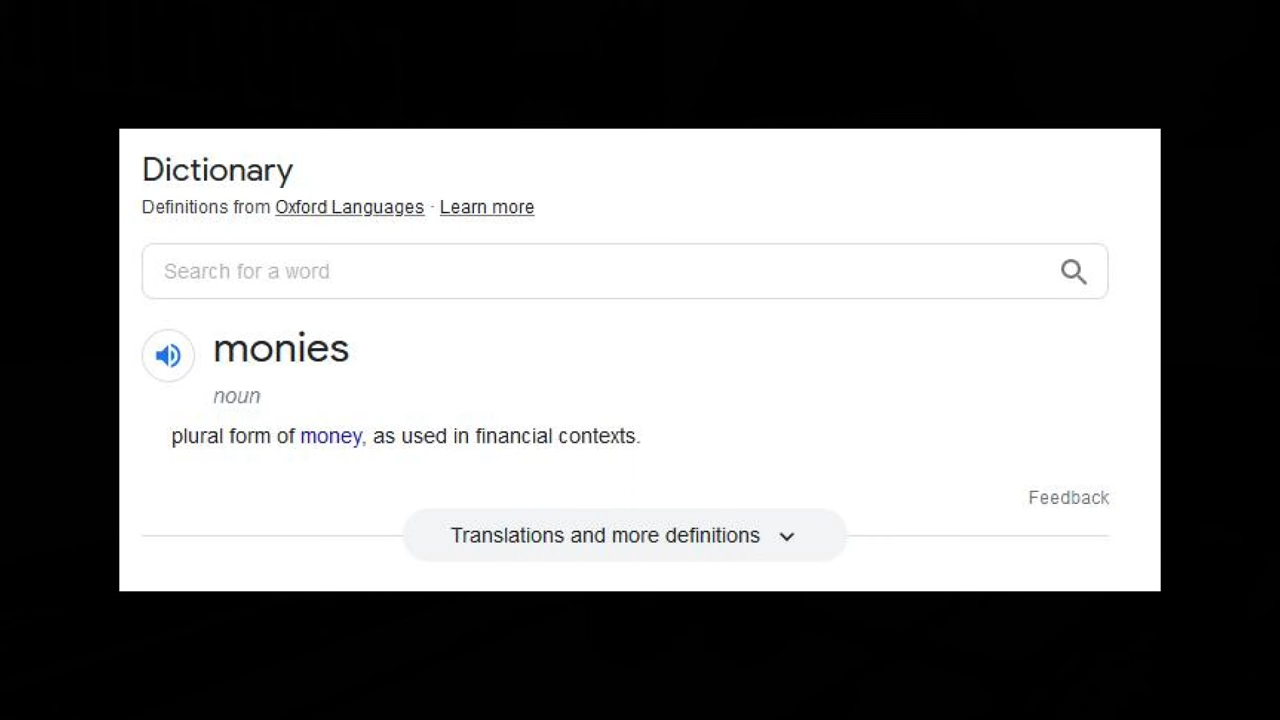 Dictionary
Definitions from Oxford Languages · Learn more
Search for a word
monies
noun
plural form of money, as used in financial contexts.
Feedback
Translations and more definitions